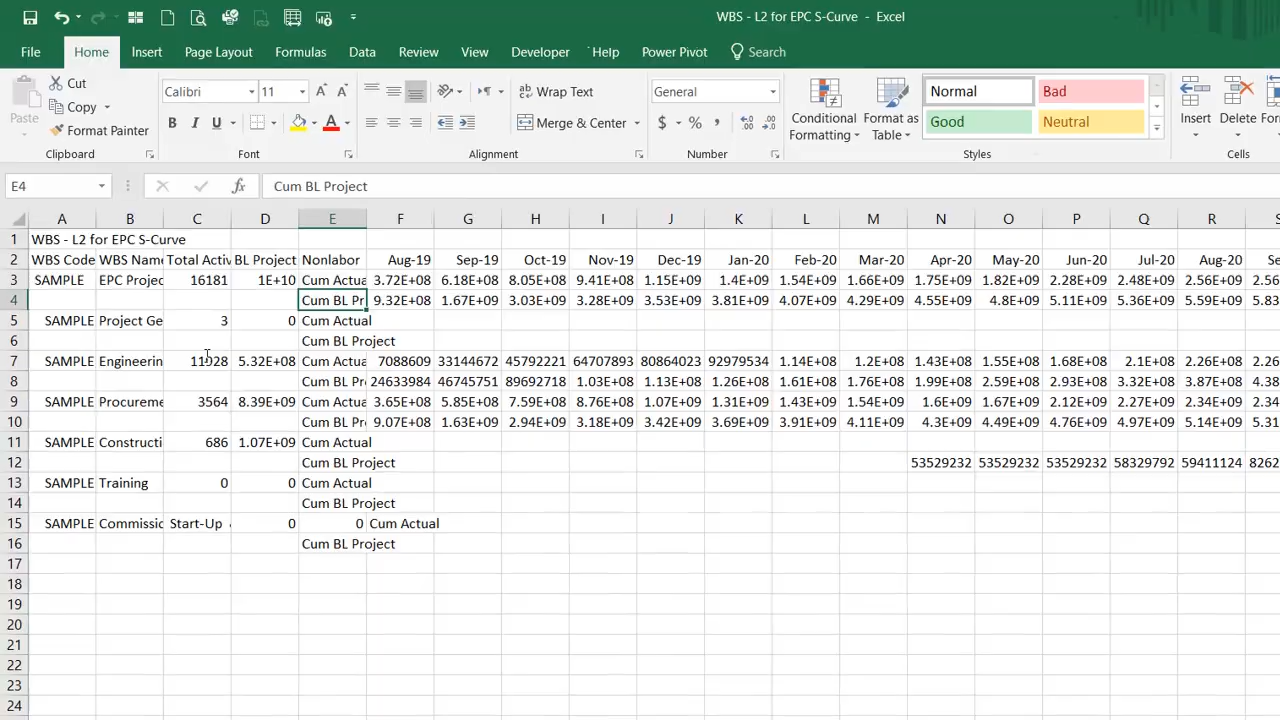 WBS - L2 for EPC S-Curve - Excel
File Home Insert Page Layout Formulas Data Review View Developer Help Power Pivot Search
Paste
Cut
Copy
Format Painter
Calibri 11
B I U
Wrap Text
Merge & Center
General
$ % ,
Conditional Formatting
Format as Table
Normal Bad
Good Neutral
Insert Delete
Clipboard Font Alignment Number Styles Cells
E4 fx Cum BL Project
A B C D E F G H I J K L M N O P Q R S
1 WBS - L2 for EPC S-Curve
2 WBS Code WBS Name Total Activ BL Project Nonlabor Aug-19 Sep-19 Oct-19 Nov-19 Dec-19 Jan-20 Feb-20 Mar-20 Apr-20 May-20 Jun-20 Jul-20 Aug-20 Se
3 SAMPLE EPC Projec 16181 1E+10 Cum Actua 3.72E+08 6.18E+08 8.05E+08 9.41E+08 1.15E+09 1.4E+09 1.54E+09 1.66E+09 1.75E+09 1.82E+09 2.28E+09 2.48E+09 2.56E+09 2.56
4 Cum BL Pr 9.32E+08 1.67E+09 3.03E+09 3.28E+09 3.53E+09 3.81E+09 4.07E+09 4.29E+09 4.55E+09 4.8E+09 5.11E+09 5.36E+09 5.59E+09 5.83
5 SAMPLE Project Ge 3 0 Cum Actual
6 Cum BL Project
7 SAMPLE Engineerin 11928 5.32E+08 Cum Actua 7088609 33144672 45792221 64707893 80864023 92979534 1.14E+08 1.2E+08 1.43E+08 1.55E+08 1.68E+08 2.1E+08 2.26E+08 2.26
8 Cum BL Pr 24633984 46745751 89692718 1.03E+08 1.13E+08 1.26E+08 1.61E+08 1.76E+08 1.99E+08 2.59E+08 2.93E+08 3.32E+08 3.87E+08 4.38
9 SAMPLE Procureme 3564 8.39E+09 Cum Actua 3.65E+08 5.85E+08 7.59E+08 8.76E+08 1.07E+09 1.31E+09 1.43E+09 1.54E+09 1.6E+09 1.67E+09 2.12E+09 2.27E+09 2.34E+09 2.34
10 Cum BL Pr 9.07E+08 1.63E+09 2.94E+09 3.18E+09 3.42E+09 3.69E+09 3.91E+09 4.11E+09 4.3E+09 4.49E+09 4.76E+09 4.97E+09 5.14E+09 5.31
11 SAMPLE Constructi 686 1.07E+09 Cum Actual
12 Cum BL Project 53529232 53529232 53529232 58329792 59411124 8262
13 SAMPLE Training 0 0 Cum Actual
14 Cum BL Project
15 SAMPLE Commissic Start-Up 0 0 Cum Actual
16 Cum BL Project
17
18
19
20
21
22
23
24